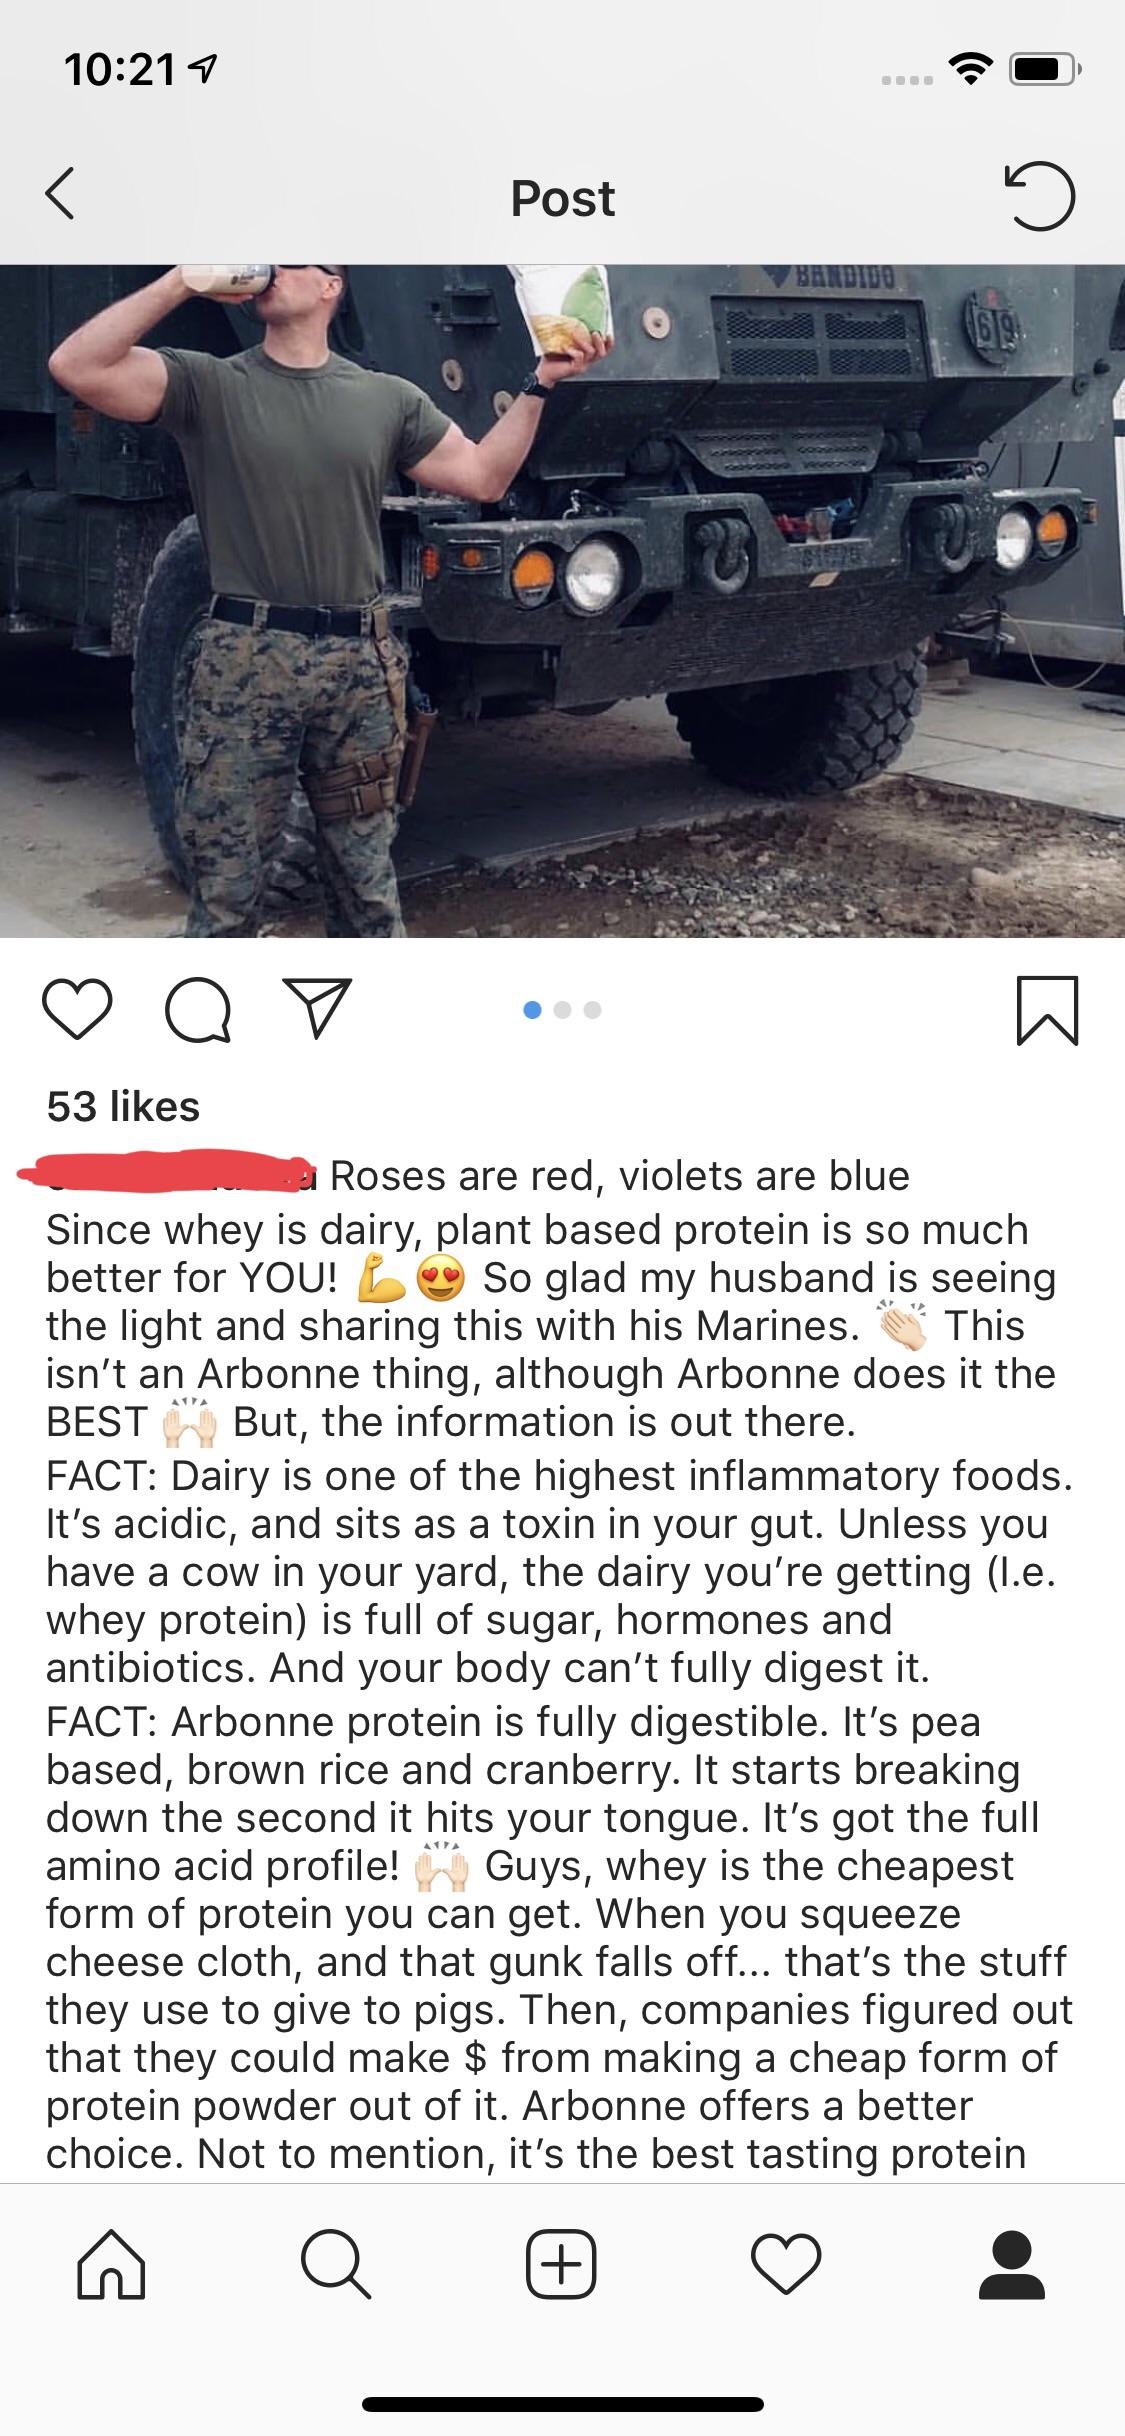 10:21
Post
BANDIDO
619
53 likes
Roses are red, violets are blue
Since whey is dairy, plant based protein is so much
better for YOU! 💪😍 So glad my husband is seeing
the light and sharing this with his Marines. 👏🏻 This
isn’t an Arbonne thing, although Arbonne does it the
BEST 🙌🏻 But, the information is out there.
FACT: Dairy is one of the highest inflammatory foods.
It’s acidic, and sits as a toxin in your gut. Unless you
have a cow in your yard, the dairy you’re getting (I.e.
whey protein) is full of sugar, hormones and
antibiotics. And your body can’t fully digest it.
FACT: Arbonne protein is fully digestible. It’s pea
based, brown rice and cranberry. It starts breaking
down the second it hits your tongue. It’s got the full
amino acid profile! 🙌🏻 Guys, whey is the cheapest
form of protein you can get. When you squeeze
cheese cloth, and that gunk falls off... that’s the stuff
they use to give to pigs. Then, companies figured out
that they could make $ from making a cheap form of
protein powder out of it. Arbonne offers a better
choice. Not to mention, it’s the best tasting protein